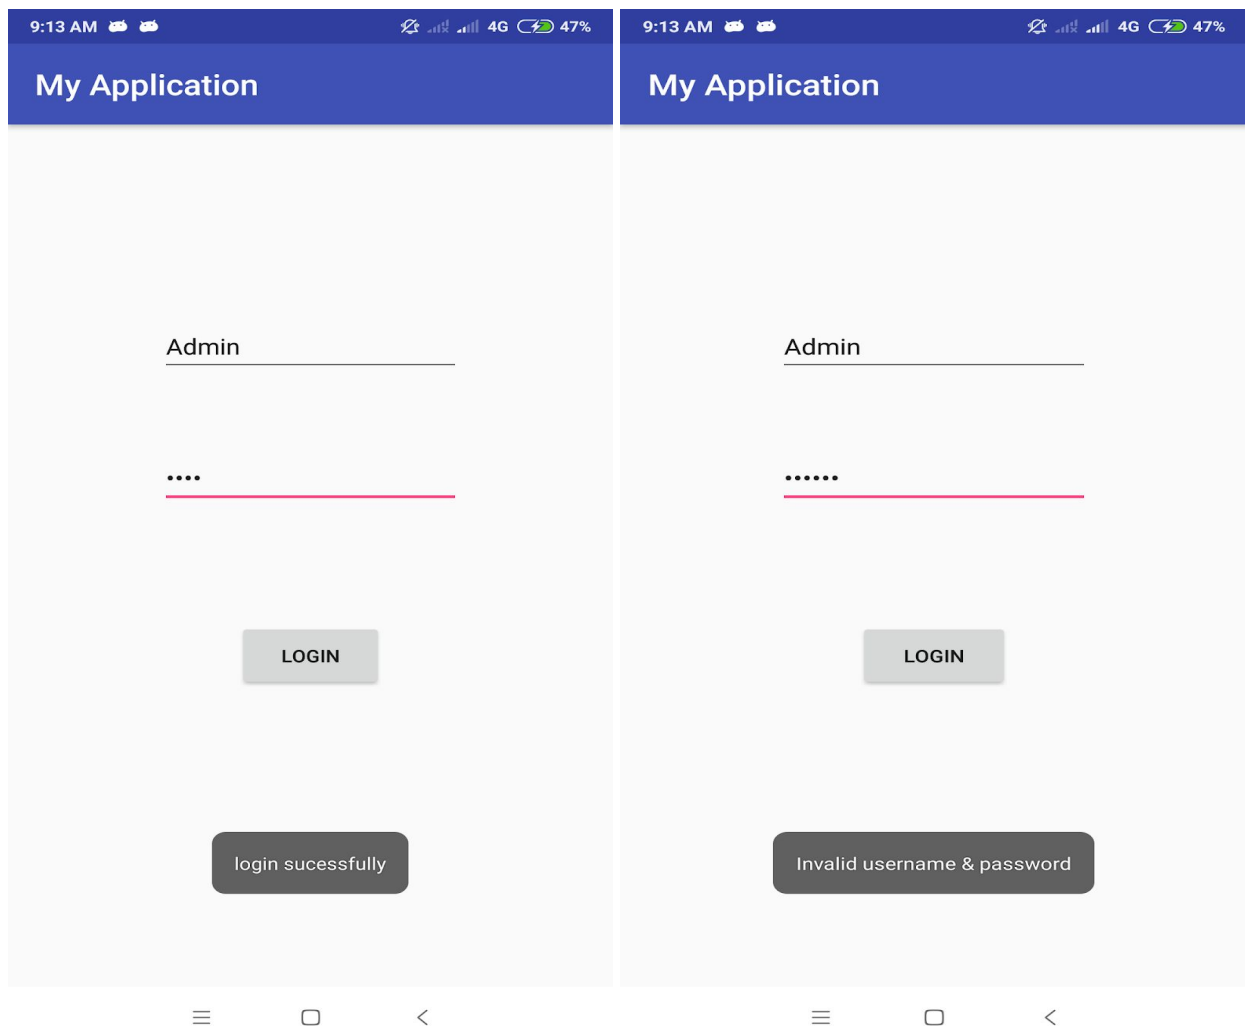 9:13 AM
4G 47%
My Application
Admin
••••
LOGIN
login sucessfully
9:13 AM
4G 47%
My Application
Admin
••••••
LOGIN
Invalid username & password